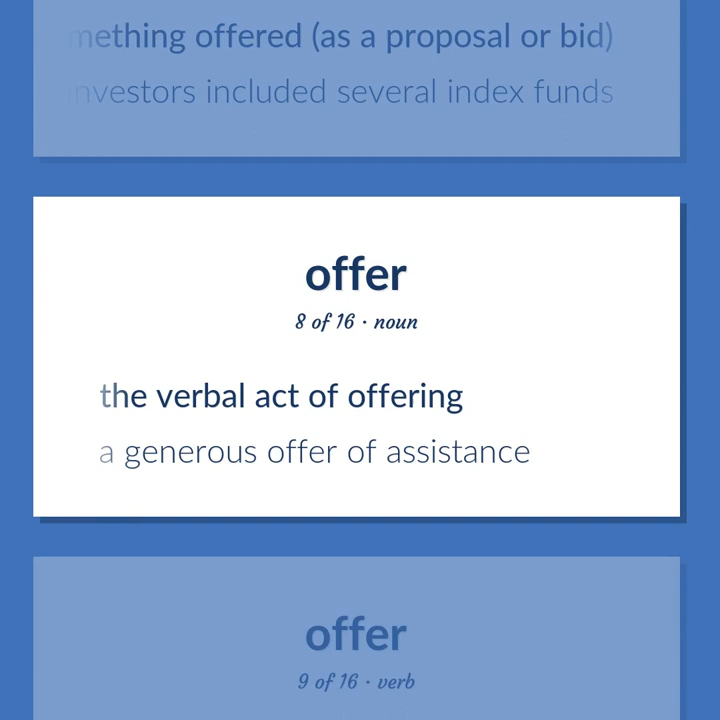 mething offered (as a proposal or bid)
nvestors included several index funds
offer
8 of 16 · noun
the verbal act of offering
a generous offer of assistance
offer
9 of 16 · verb